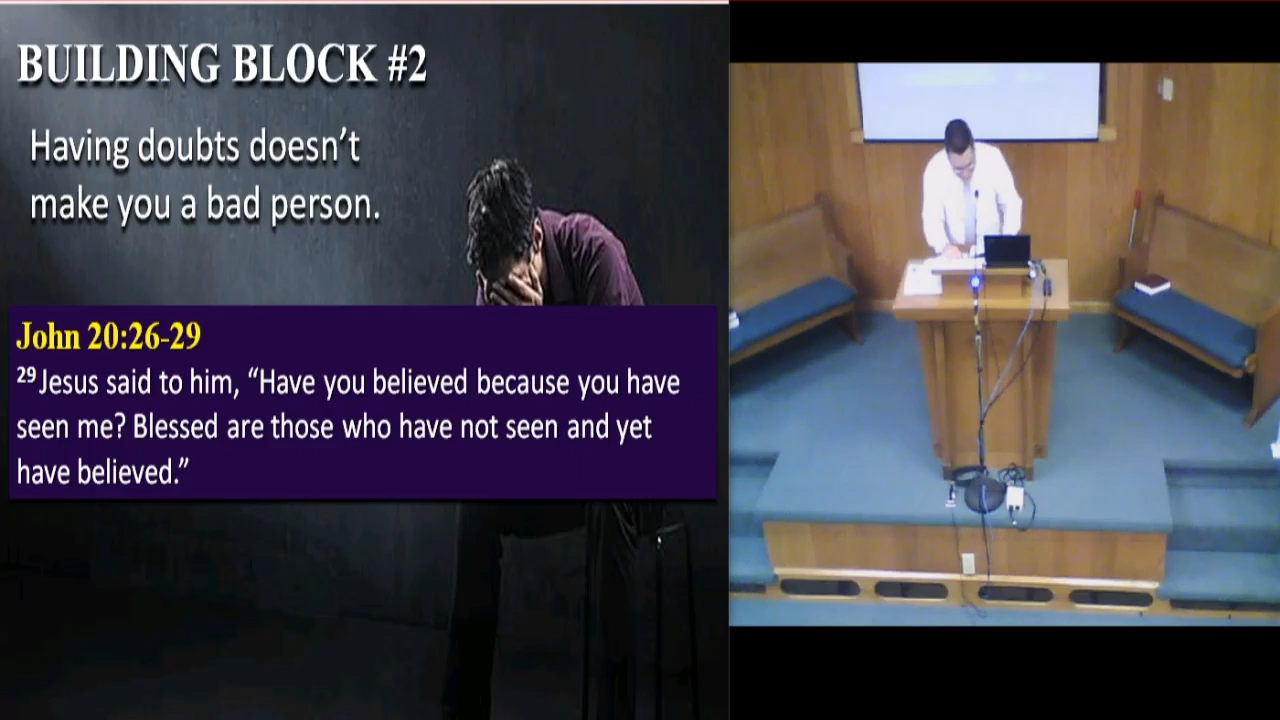 BUILDING BLOCK #2
Having doubts doesn’t
make you a bad person.
John 20:26-29
29 Jesus said to him, “Have you believed because you have
seen me? Blessed are those who have not seen and yet
have believed.”